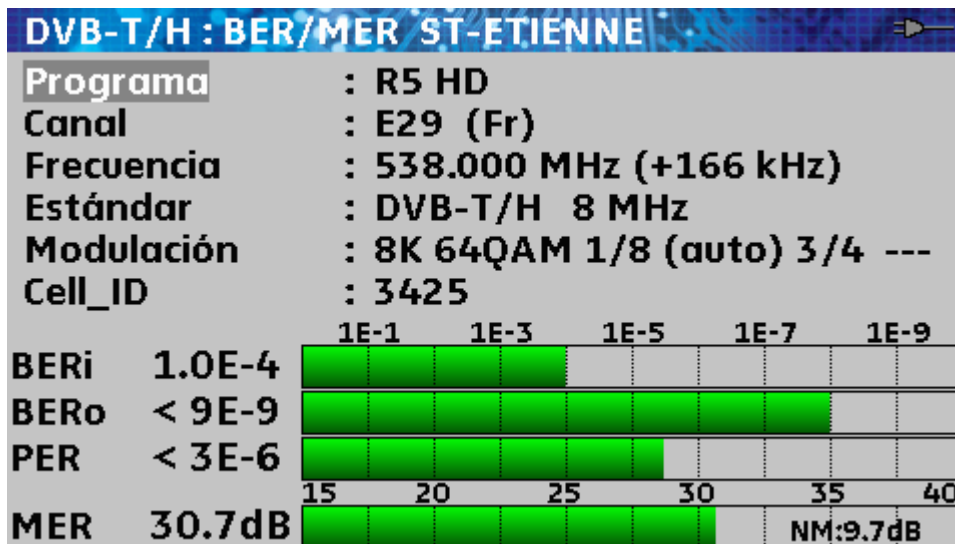 DVB-T/H : BER/MER ST-ETIENNE
Programa : R5 HD
Canal : E29 (Fr)
Frecuencia : 538.000 MHz (+166 kHz)
Estándar : DVB-T/H 8 MHz
Modulación : 8K 64QAM 1/8 (auto) 3/4 ---
Cell_ID : 3425
1E-1 1E-3 1E-5 1E-7 1E-9
BERi 1.0E-4
BERo < 9E-9
PER < 3E-6
15 20 25 30 35 40
MER 30.7dB NM:9.7dB